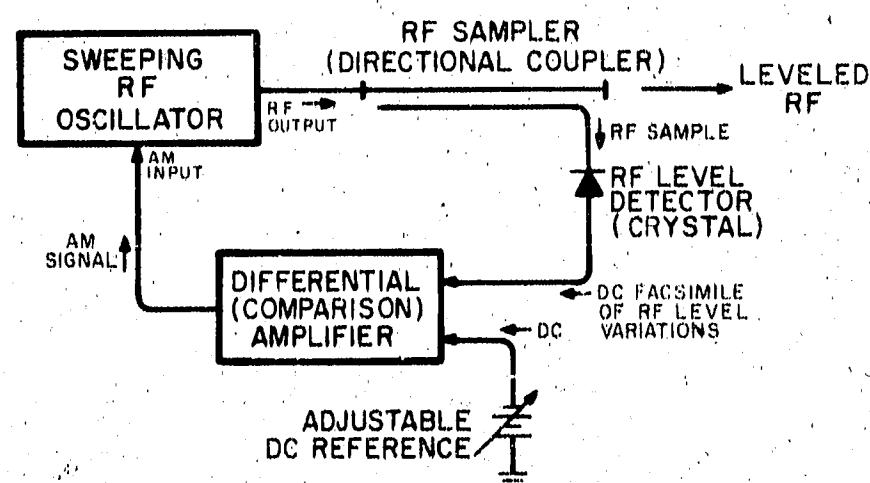 SWEEPING
RF
OSCILLATOR
RF SAMPLER
(DIRECTIONAL COUPLER)
LEVELED
RF
RF
OUTPUT
RF SAMPLE
AM
INPUT
RF LEVEL
DETECTOR
(CRYSTAL)
AM
SIGNAL
DIFFERENTIAL
(COMPARISON)
AMPLIFIER
DC FACSIMILE
OF RF LEVEL
VARIATIONS
DC
ADJUSTABLE
DC REFERENCE